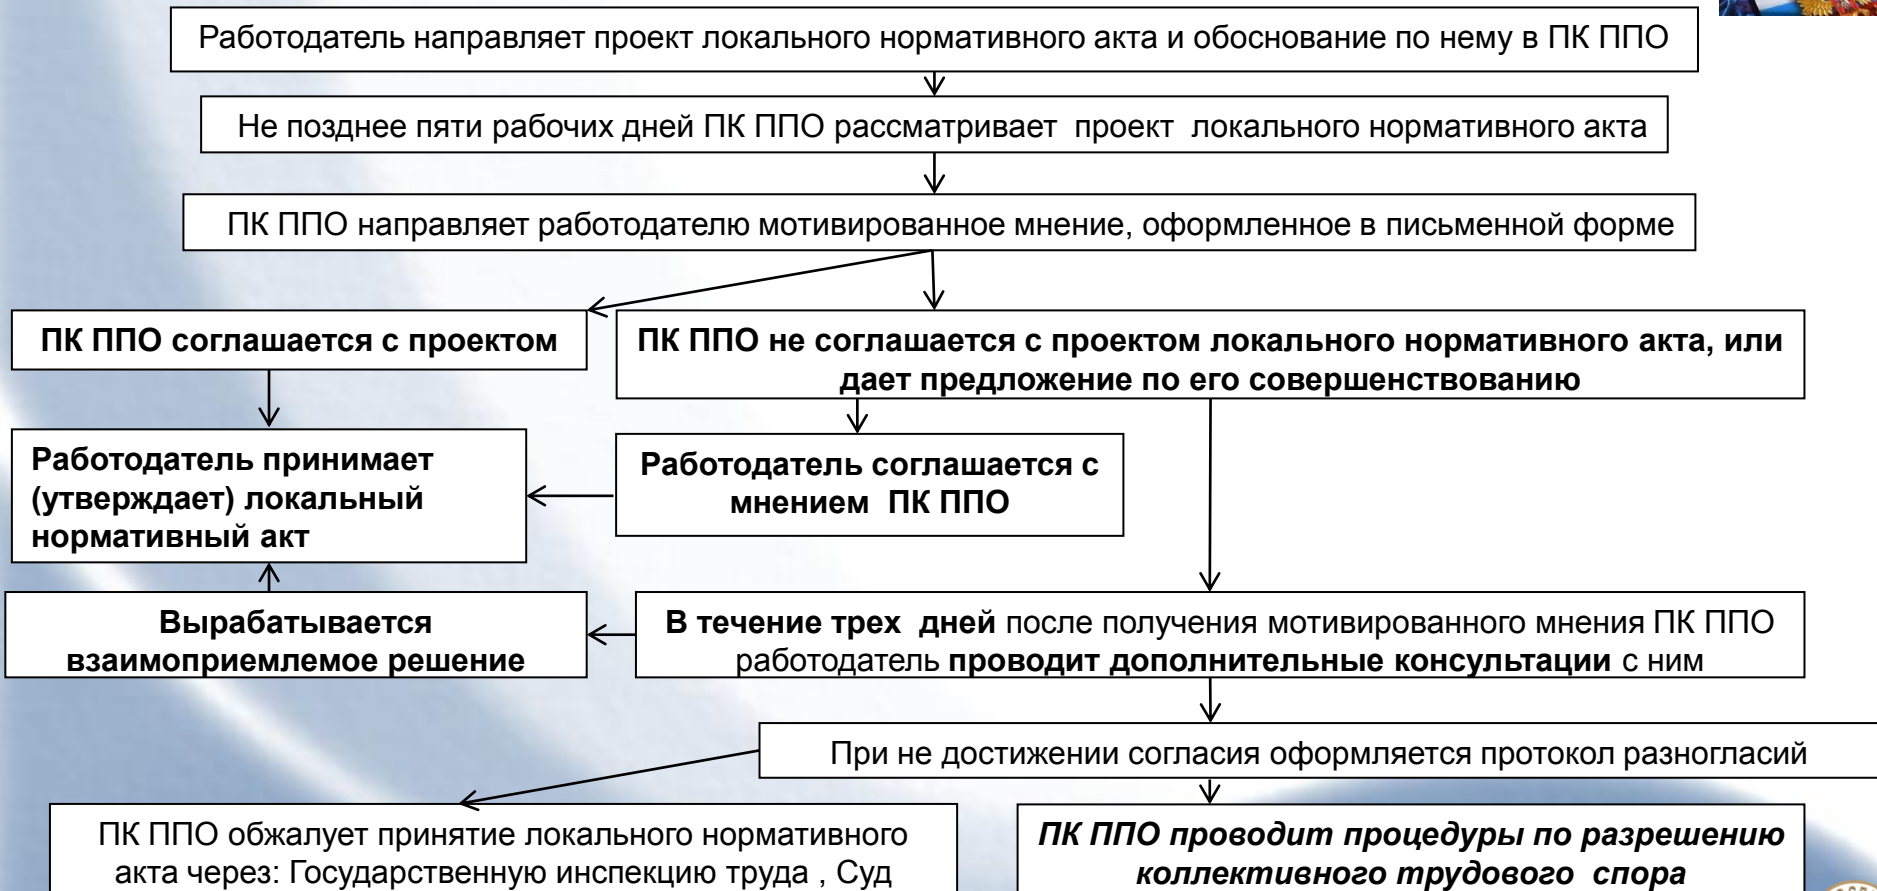 Работодатель направляет проект локального нормативного акта и обоснование по нему в ПК ППО
Не позднее пяти рабочих дней ПК ППО рассматривает проект локального нормативного акта
ПК ППО направляет работодателю мотивированное мнение, оформленное в письменной форме
ПК ППО соглашается с проектом
ПК ППО не соглашается с проектом локального нормативного акта, или
дает предложение по его совершенствованию
Работодатель принимает
(утверждает) локальный
нормативный акт
Работодатель соглашается с
мнением ПК ППО
Вырабатывается
взаимоприемлемое решение
В течение трех дней после получения мотивированного мнения ПК ППО
работодатель проводит дополнительные консультации с ним
При не достижении согласия оформляется протокол разногласий
ПК ППО обжалует принятие локального нормативного
акта через: Государственную инспекцию труда , Суд
ПК ППО проводит процедуры по разрешению
коллективного трудового спора